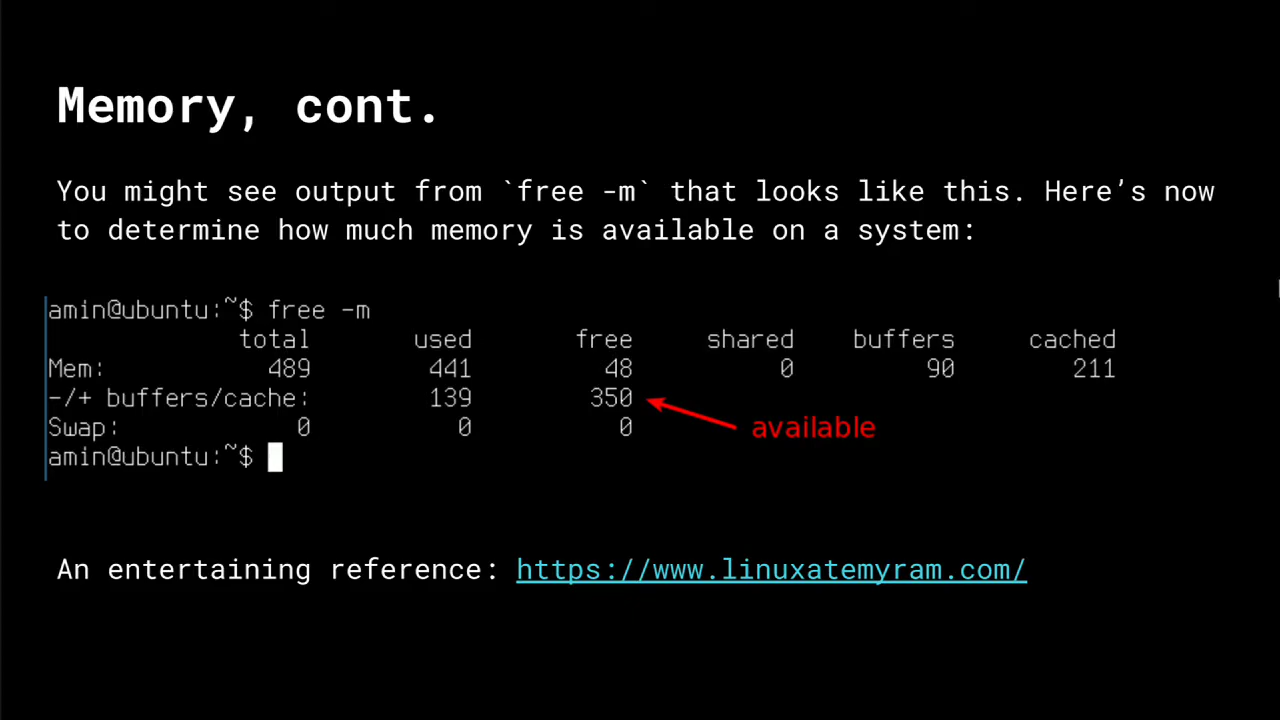 Memory, cont.
You might see output from `free -m` that looks like this. Here’s now
to determine how much memory is available on a system:
amin@ubuntu:~$ free -m
total used free shared buffers cached
Mem: 489 441 48 0 90 211
-/+ buffers/cache: 139 350
Swap: 0 0 0
available
amin@ubuntu:~$
An entertaining reference: https://www.linuxatemyram.com/